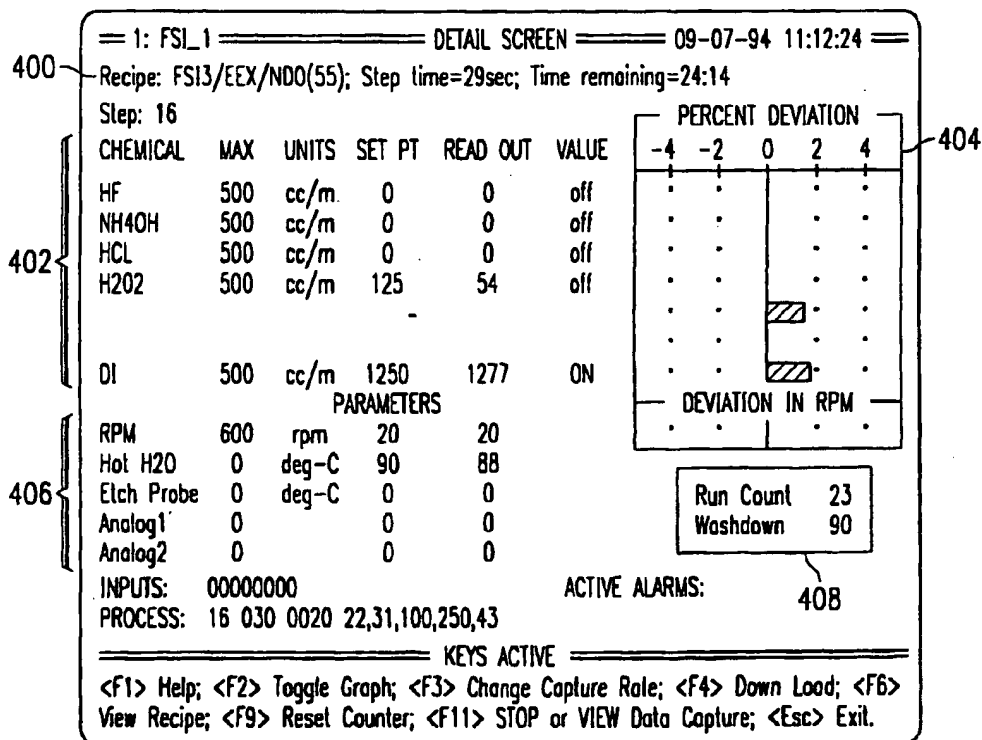 1: FSI_1 DETAIL SCREEN 09-07-94 11:12:24
400 Recipe: FSI3/EEX/NDO(55); Step time=29sec; Time remaining=24:14
Step: 16
PERCENT DEVIATION
CHEMICAL MAX UNITS SET PT READ OUT VALUE -4 -2 0 2 4 404
HF 500 cc/m. 0 0 off
NH4OH 500 cc/m 0 0 off
402 HCL 500 cc/m 0 0 off
H202 500 cc/m 125 54 off
DI 500 cc/m 1250 1277 ON
PARAMETERS DEVIATION IN RPM
RPM 600 rpm 20 20
Hot H20 0 deg-C 90 88
406 Etch Probe 0 deg-C 0 0 Run Count 23
Analog1 0 0 0 Washdown 90
Analog2 0 0 0
INPUTS: 00000000 ACTIVE ALARMS: 408
PROCESS: 16 030 0020 22,31,100,250,43
KEYS ACTIVE
<F1> Help; <F2> Toggle Graph; <F3> Change Capture Rate; <F4> Down Load; <F6>
View Recipe; <F9> Reset Counter; <F11> STOP or VIEW Data Capture; <Esc> Exit.